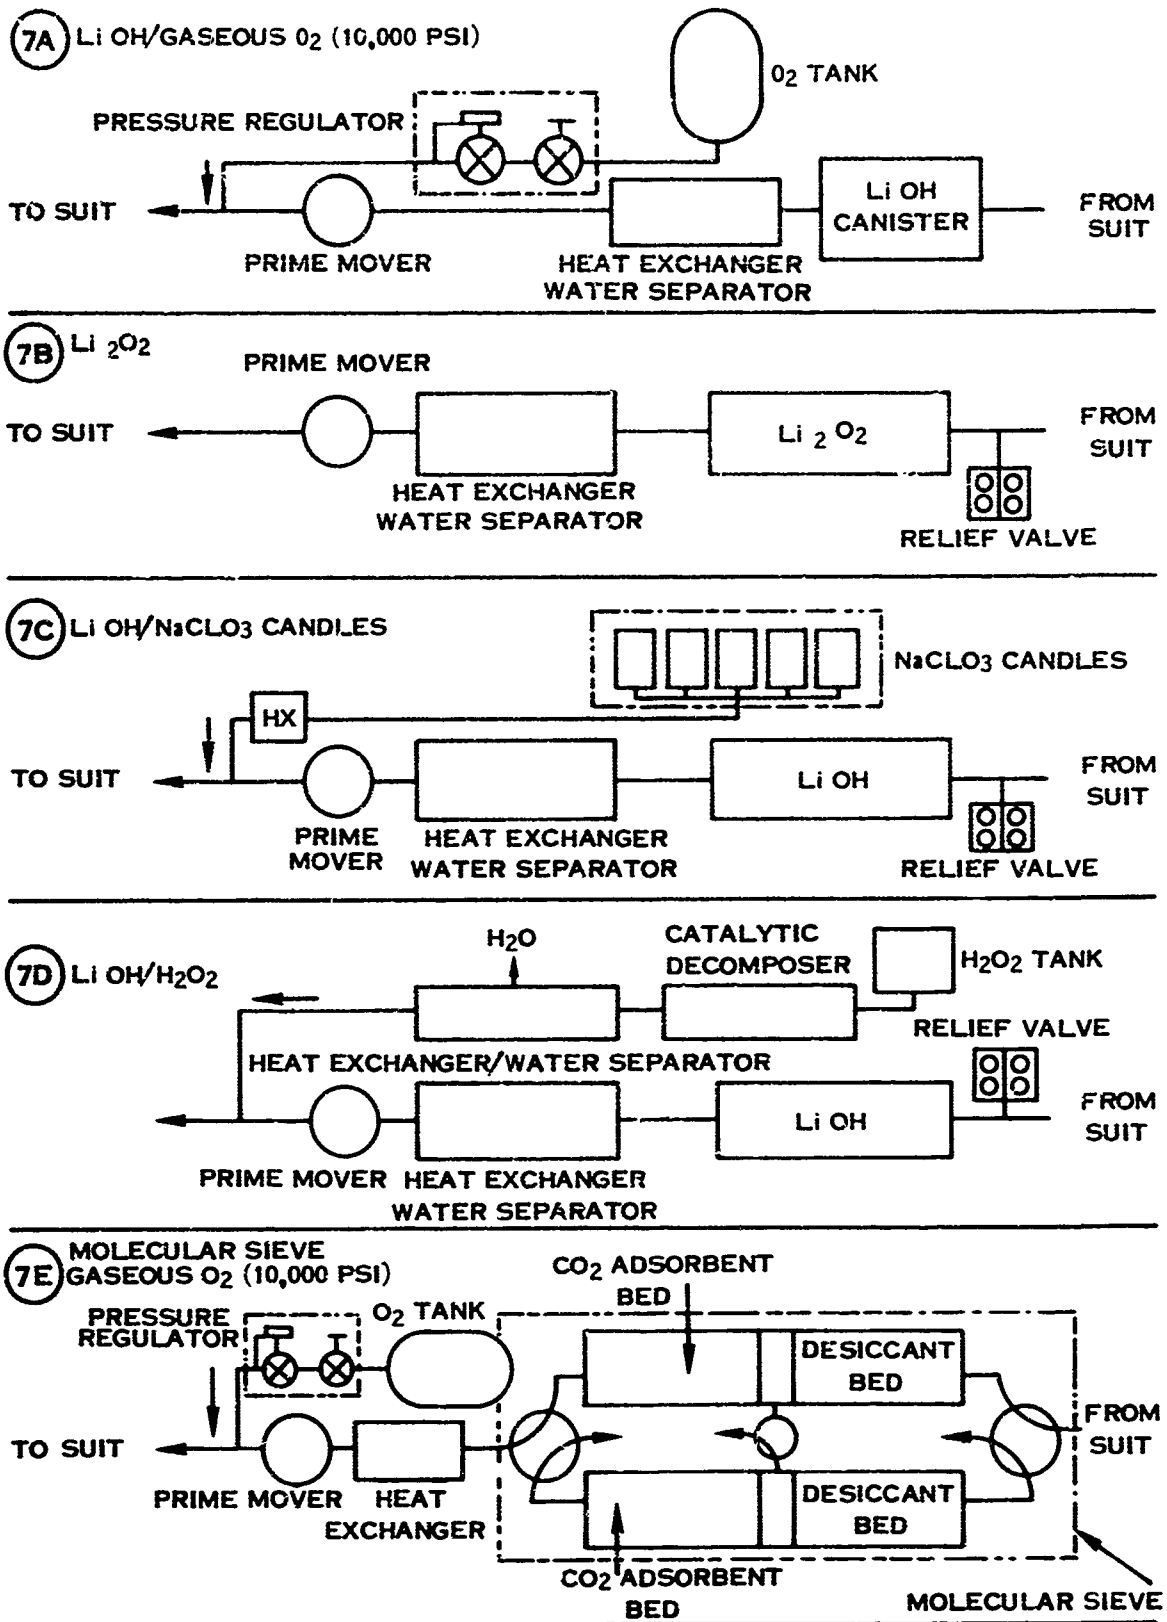 7A Li OH/GASEOUS O2 (10,000 PSI)
O2 TANK
PRESSURE REGULATOR
Li OH
CANISTER
TO SUIT
FROM
SUIT
PRIME MOVER
HEAT EXCHANGER
WATER SEPARATOR
7B Li 2O2
PRIME MOVER
TO SUIT
Li 2 O2
FROM
SUIT
HEAT EXCHANGER
WATER SEPARATOR
RELIEF VALVE
7C Li OH/NaCLO3 CANDLES
NaCLO3 CANDLES
HX
TO SUIT
Li OH
FROM
SUIT
PRIME
MOVER
HEAT EXCHANGER
WATER SEPARATOR
RELIEF VALVE
7D Li OH/H2O2
H2O
CATALYTIC
DECOMPOSER
H2O2 TANK
RELIEF VALVE
HEAT EXCHANGER/WATER SEPARATOR
Li OH
FROM
SUIT
PRIME MOVER
HEAT EXCHANGER
WATER SEPARATOR
7E MOLECULAR SIEVE
GASEOUS O2 (10,000 PSI)
CO2 ADSORBENT
BED
PRESSURE
REGULATOR
O2 TANK
DESICCANT
BED
TO SUIT
FROM
SUIT
PRIME MOVER
HEAT
EXCHANGER
DESICCANT
BED
CO2 ADSORBENT
BED
MOLECULAR SIEVE